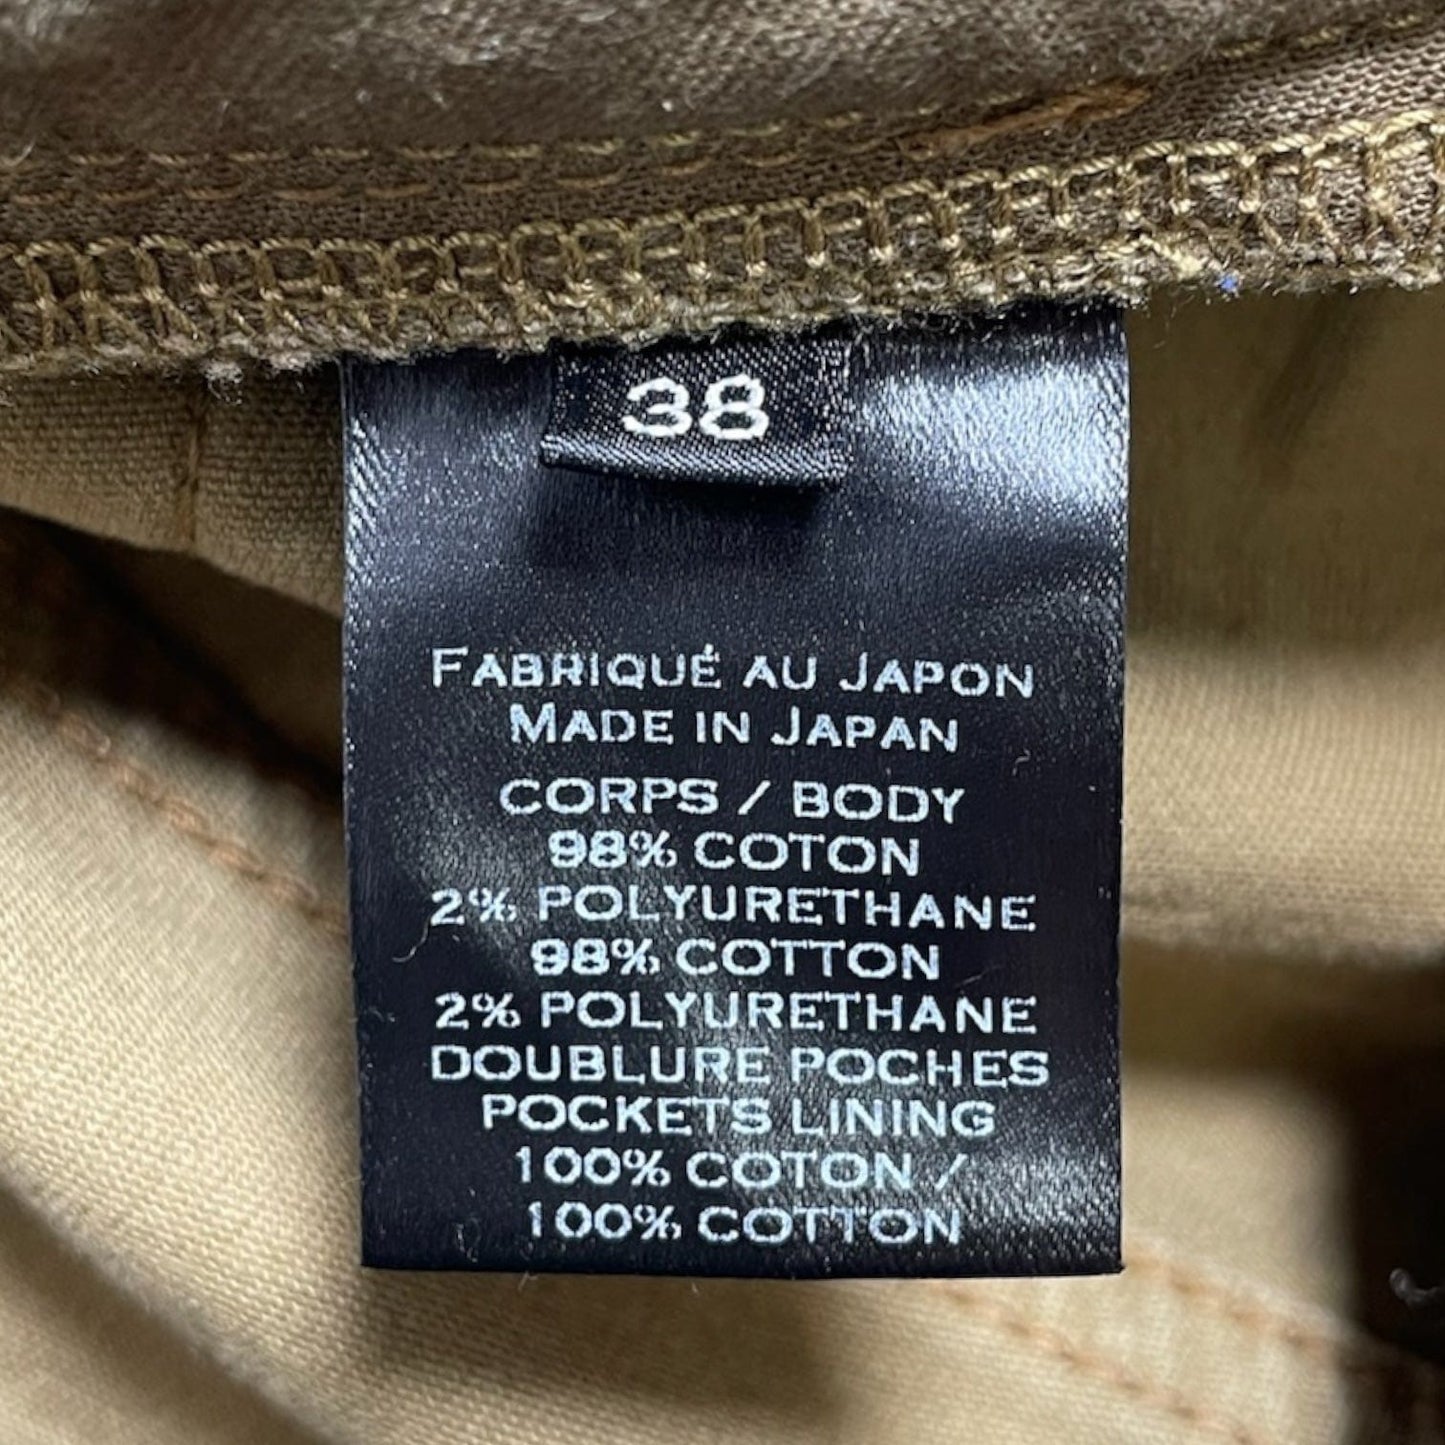 38
FABRIQUÉ AU JAPON
MADE IN JAPAN
CORPS / BODY
98% COTON
2% POLYURETHANE
98% COTTON
2% POLYURETHANE
DOUBLURE POCHES
POCKETS LINING
100% COTON /
100% COTTON